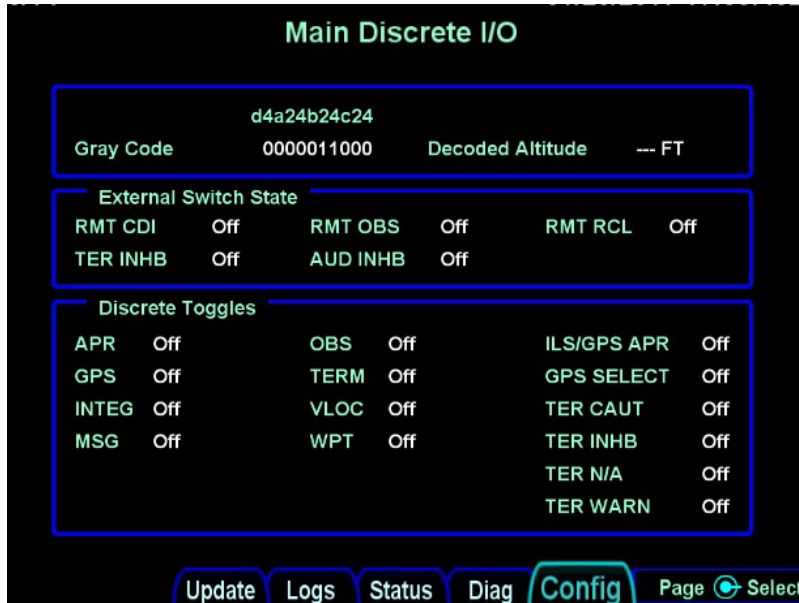 Main Discrete I/O
d4a24b24c24
Gray Code 0000011000 Decoded Altitude --- FT
External Switch State
RMT CDI Off RMT OBS Off RMT RCL Off
TER INHB Off AUD INHB Off
Discrete Toggles
APR Off OBS Off ILS/GPS APR Off
GPS Off TERM Off GPS SELECT Off
INTEG Off VLOC Off TER CAUT Off
MSG Off WPT Off TER INHB Off
TER N/A Off
TER WARN Off
Update Logs Status Diag Config Page Select